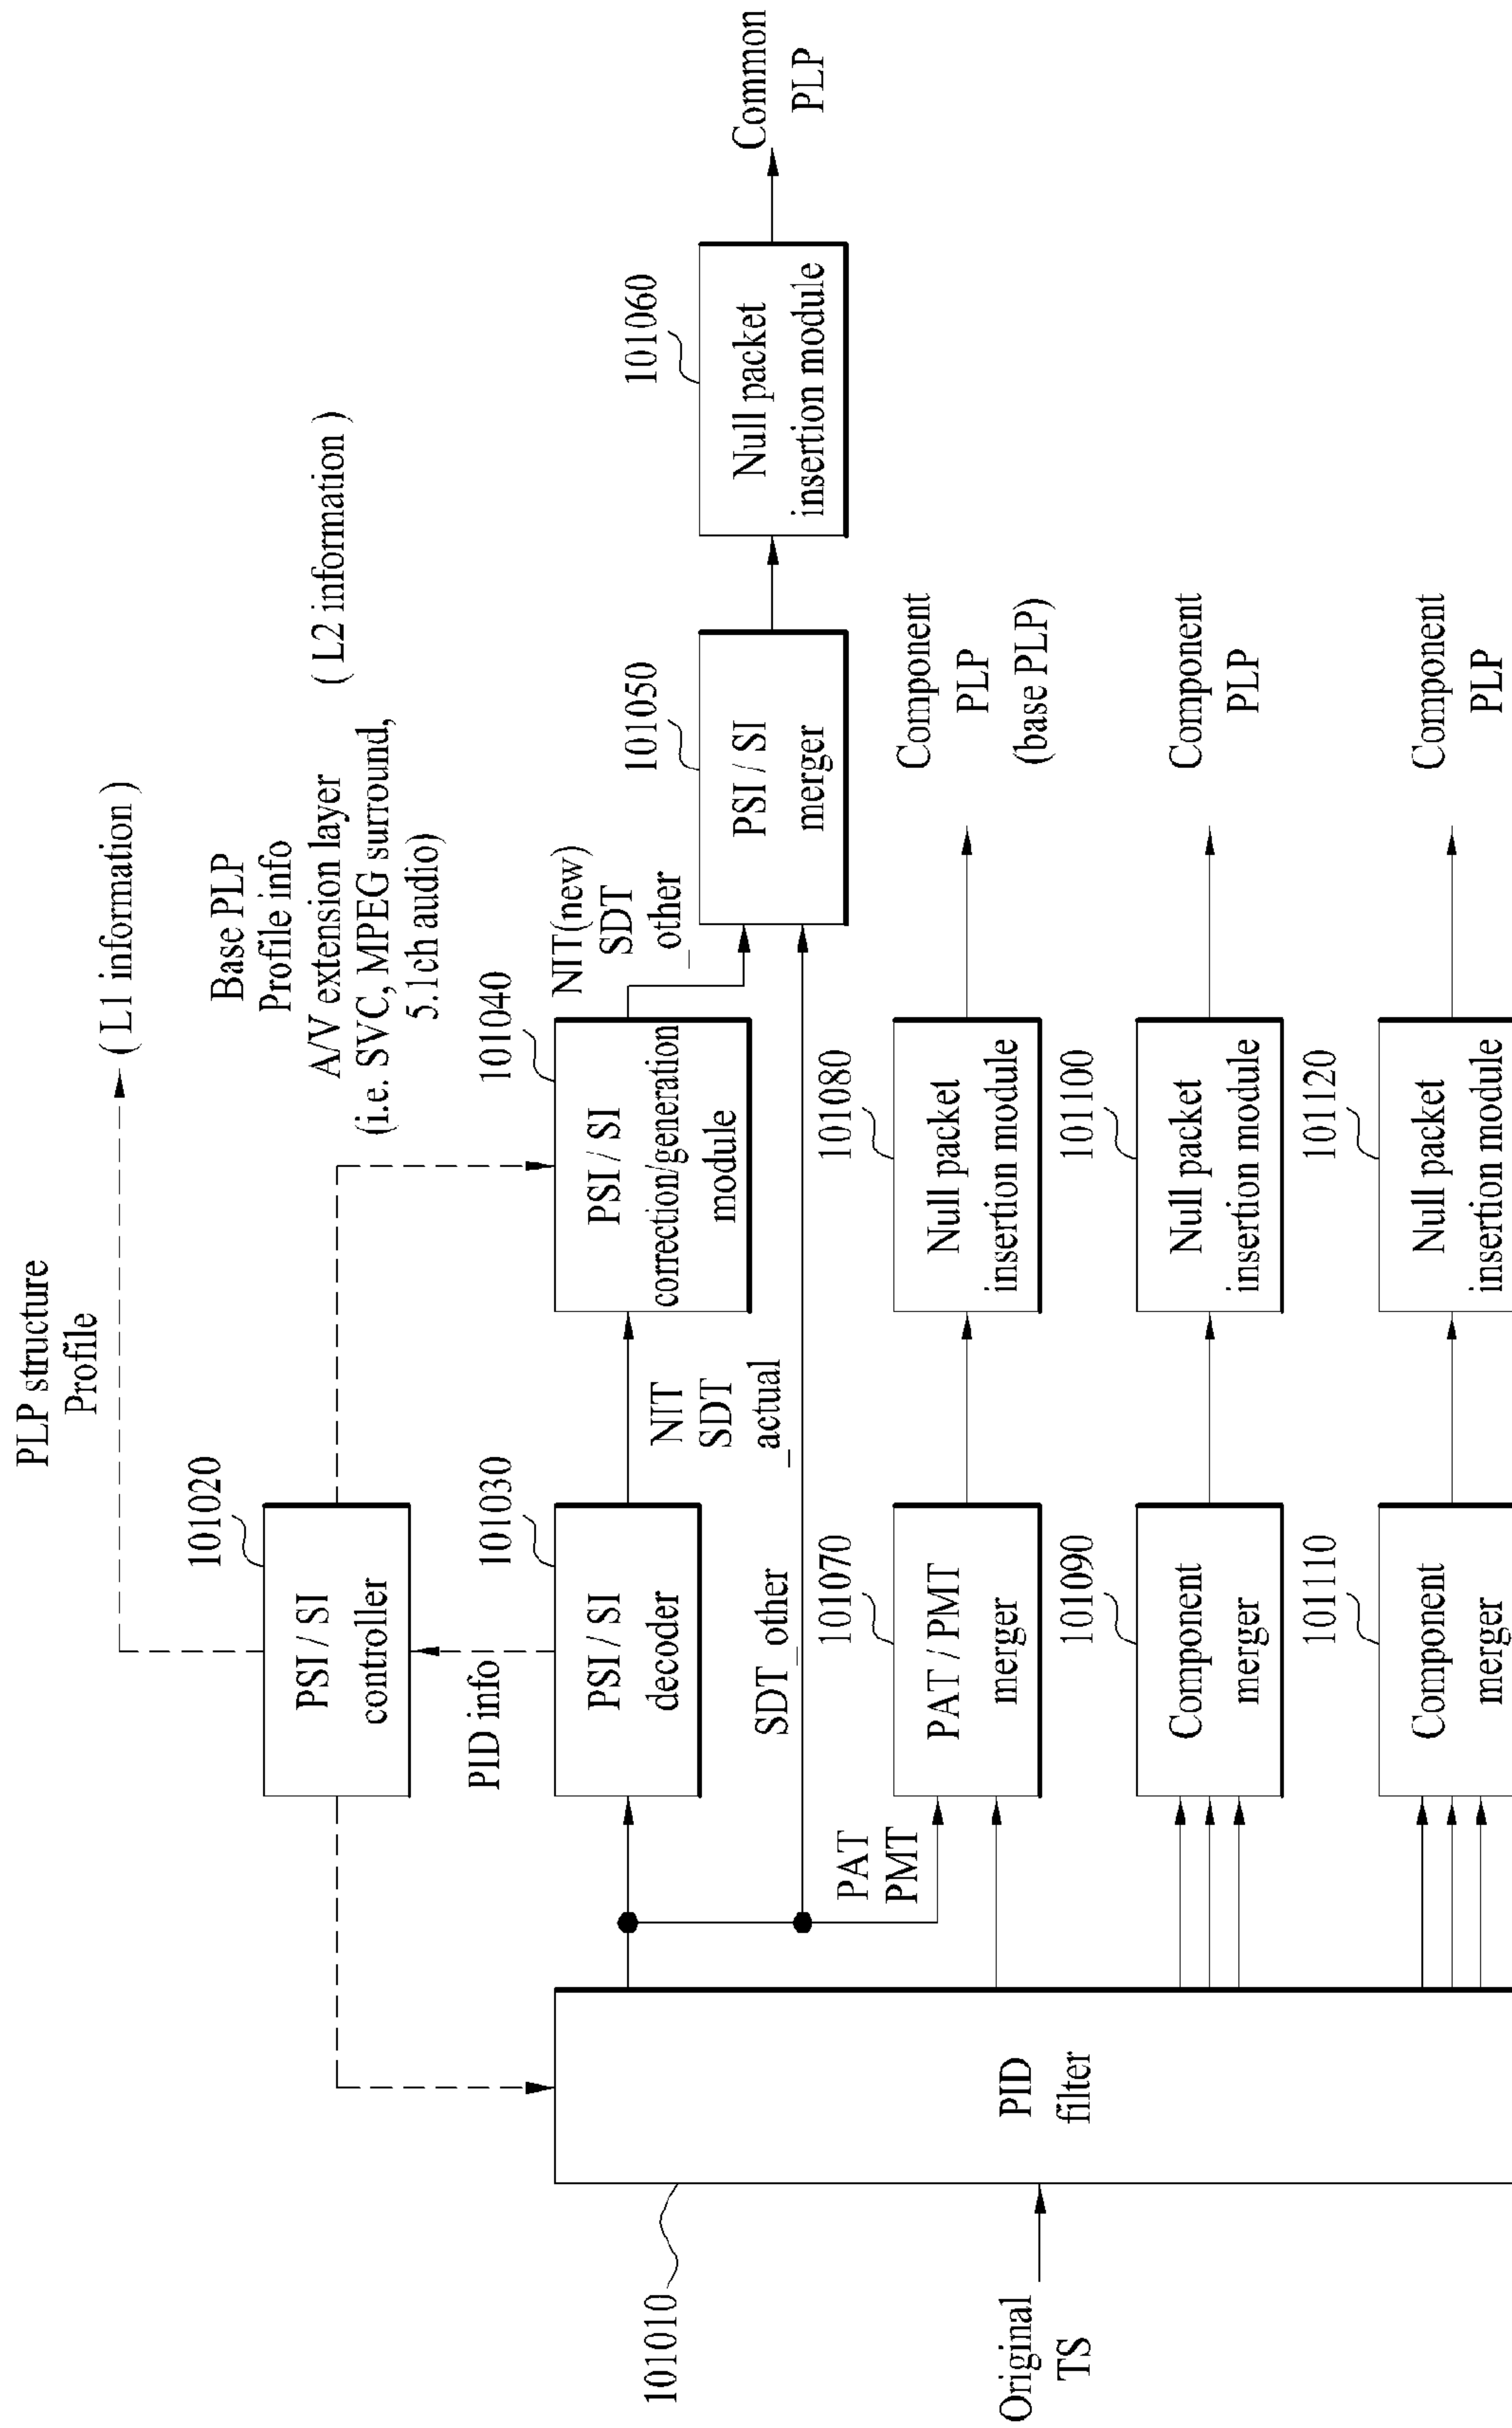 PLP structure
Profile
( L1 information )
101020
PSI / SI
controller
Base PLP
Profile info
A/V extension layer
(i.e. SVC, MPEG surround,
5.1ch audio)
( L2 information )
PID info
101030
PSI / SI
decoder
NIT
SDT
_actual
101040
PSI / SI
correction/generation
module
NIT(new)
SDT
_other
101050
PSI / SI
merger
101060
Null packet
insertion module
Common
PLP
SDT_other
PAT
PMT
101070
PAT / PMT
merger
101080
Null packet
insertion module
Component
PLP
(base PLP)
101010
Original
TS
PID
filter
101090
Component
merger
101100
Null packet
insertion module
Component
PLP
101110
Component
merger
101120
Null packet
insertion module
Component
PLP